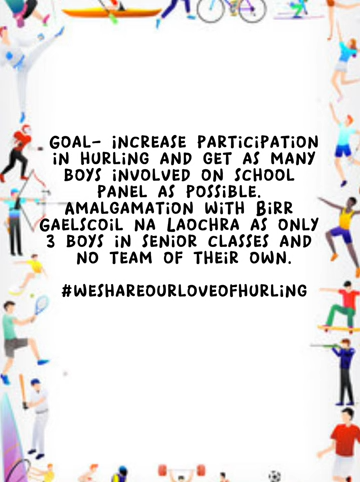 GOAL- INCREASE PARTICIPATION
IN HURLING AND GET AS MANY
BOYS INVOLVED ON SCHOOL
PANEL AS POSSIBLE.
AMALGAMATION WITH BIRR
GAELSCOIL NA LAOCHRA AS ONLY
3 BOYS IN SENIOR CLASSES AND
NO TEAM OF THEIR OWN.
#WESHAREOURLOVEOFHURLING